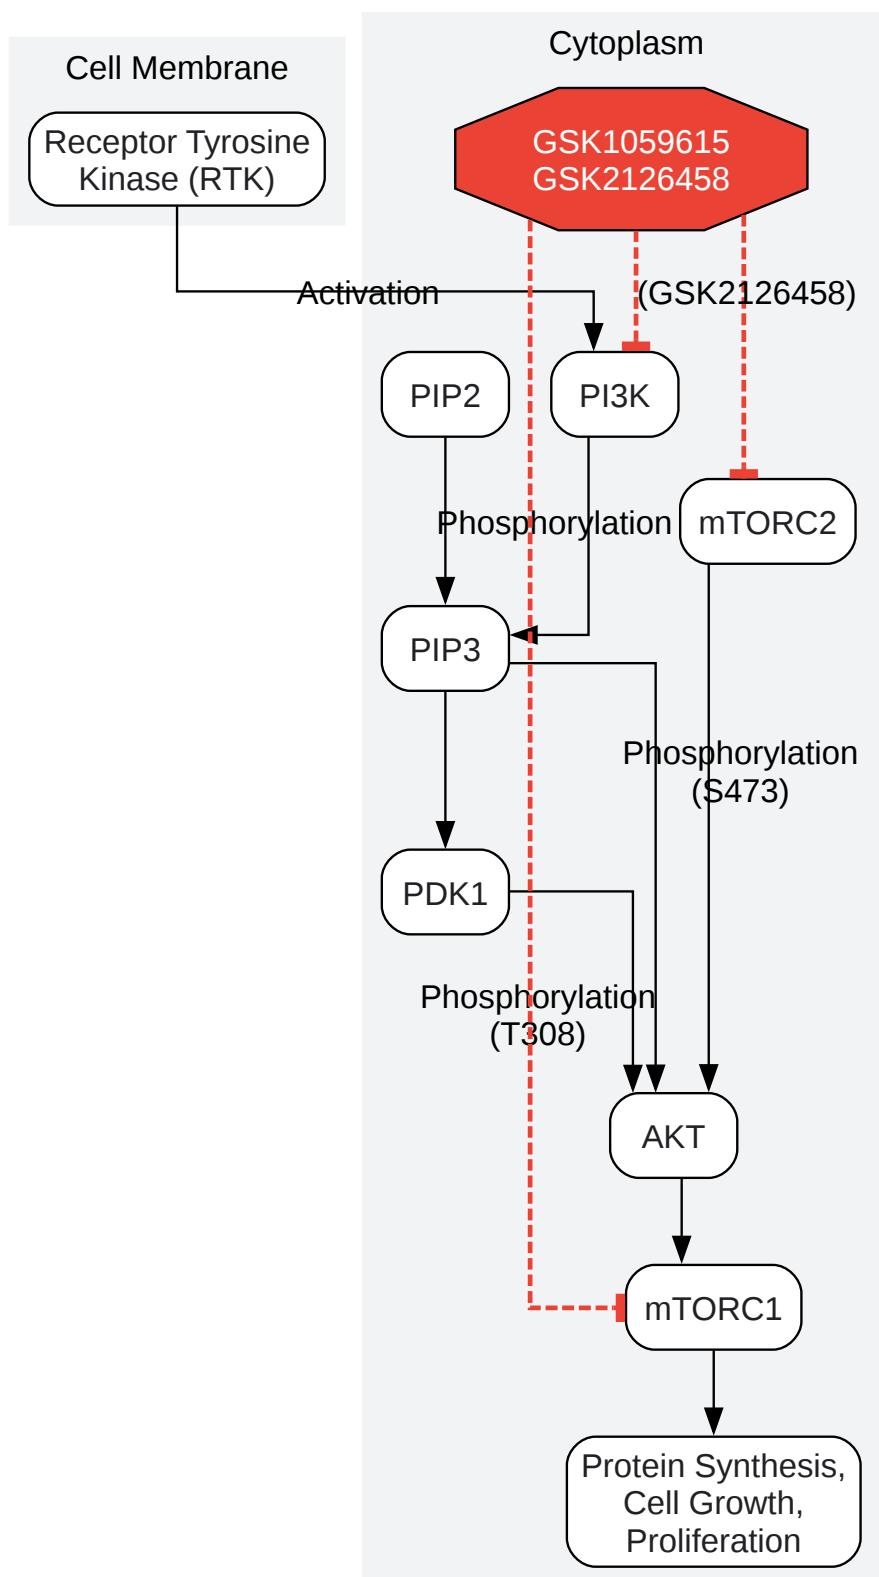 Cytoplasm
Cell Membrane
Receptor Tyrosine
Kinase (RTK)
GSK1059615
GSK2126458
Activation
(GSK2126458)
PIP2
PI3K
Phosphorylation
mTORC2
PIP3
Phosphorylation
(S473)
PDK1
Phosphorylation
(T308)
AKT
mTORC1
Protein Synthesis,
Cell Growth,
Proliferation